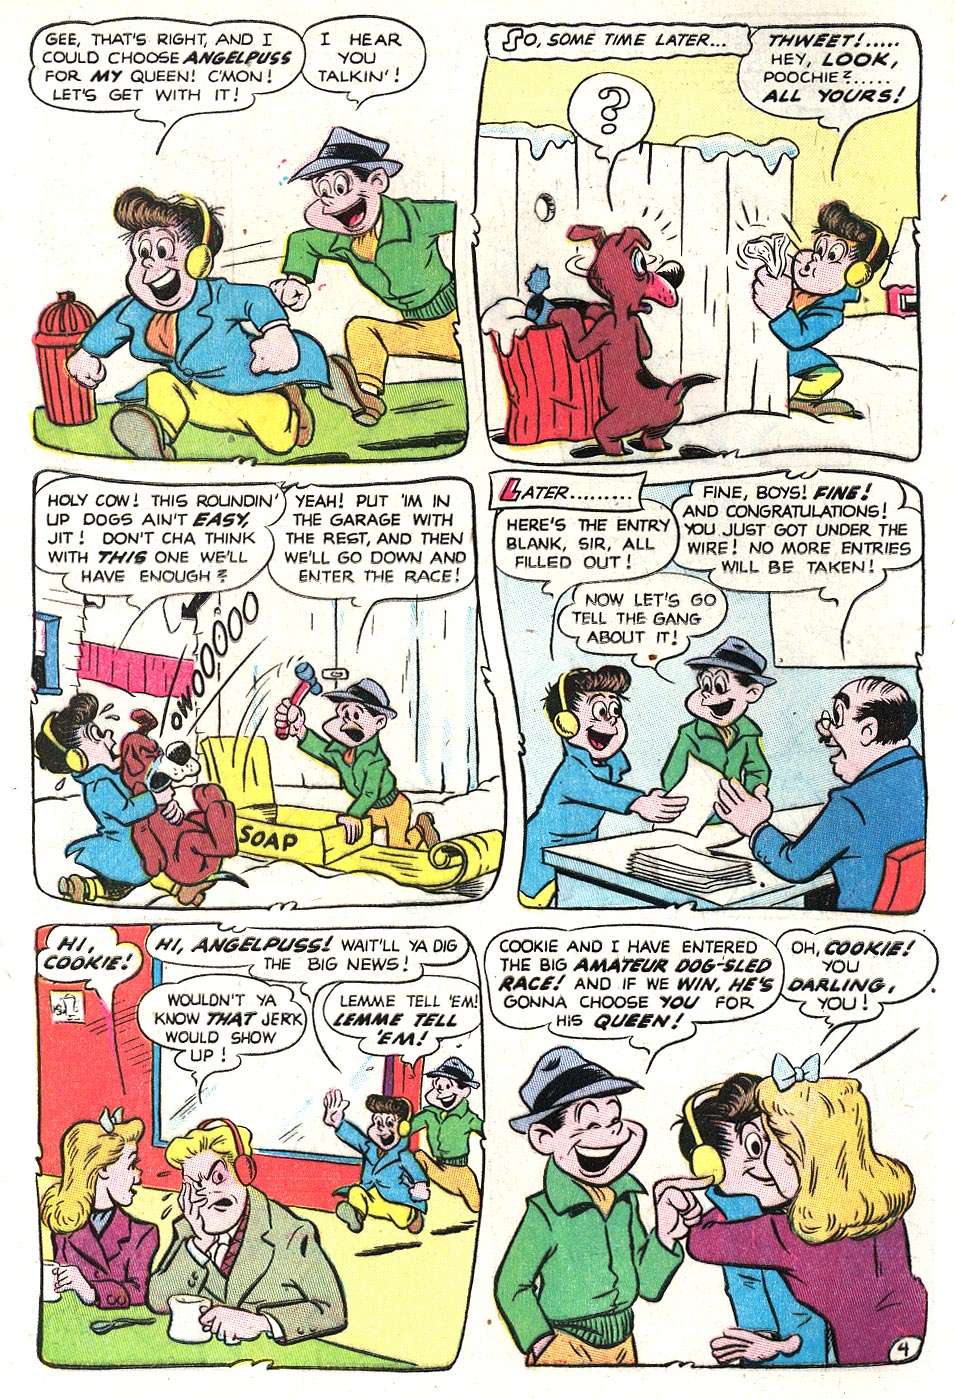 GEE, THAT'S RIGHT, AND I
COULD CHOOSE ANGELPUSS
FOR MY QUEEN! C'MON!
LET'S GET WITH IT!
I HEAR
YOU
TALKIN'!
SO, SOME TIME LATER...
THWEET!.....
HEY, LOOK,
POOCHIE?......
ALL YOURS!
?
HOLY COW! THIS ROUNDIN'
UP DOGS AIN'T EASY,
JIT! DON'T CHA THINK
WITH THIS ONE WE'LL
HAVE ENOUGH?
YEAH! PUT 'IM IN
THE GARAGE WITH
THE REST, AND THEN
WE'LL GO DOWN AND
ENTER THE RACE!
OW-OO,OOOO
SOAP
LATER.........
HERE'S THE ENTRY
BLANK, SIR, ALL
FILLED OUT!
FINE, BOYS! FINE!
AND CONGRATULATIONS!
YOU JUST GOT UNDER THE
WIRE! NO MORE ENTRIES
WILL BE TAKEN!
NOW LET'S GO
TELL THE GANG
ABOUT IT!
HI,
COOKIE!
HI, ANGELPUSS! WAIT'LL YA DIG
THE BIG NEWS!
WOULDN'T YA
KNOW THAT JERK
WOULD SHOW
UP!
LEMME TELL 'EM!
LEMME TELL
'EM!
COOKIE AND I HAVE ENTERED
THE BIG AMATEUR DOG-SLED
RACE! AND IF WE WIN, HE'S
GONNA CHOOSE YOU FOR
HIS QUEEN!
OH, COOKIE!
YOU
DARLING,
YOU!
4